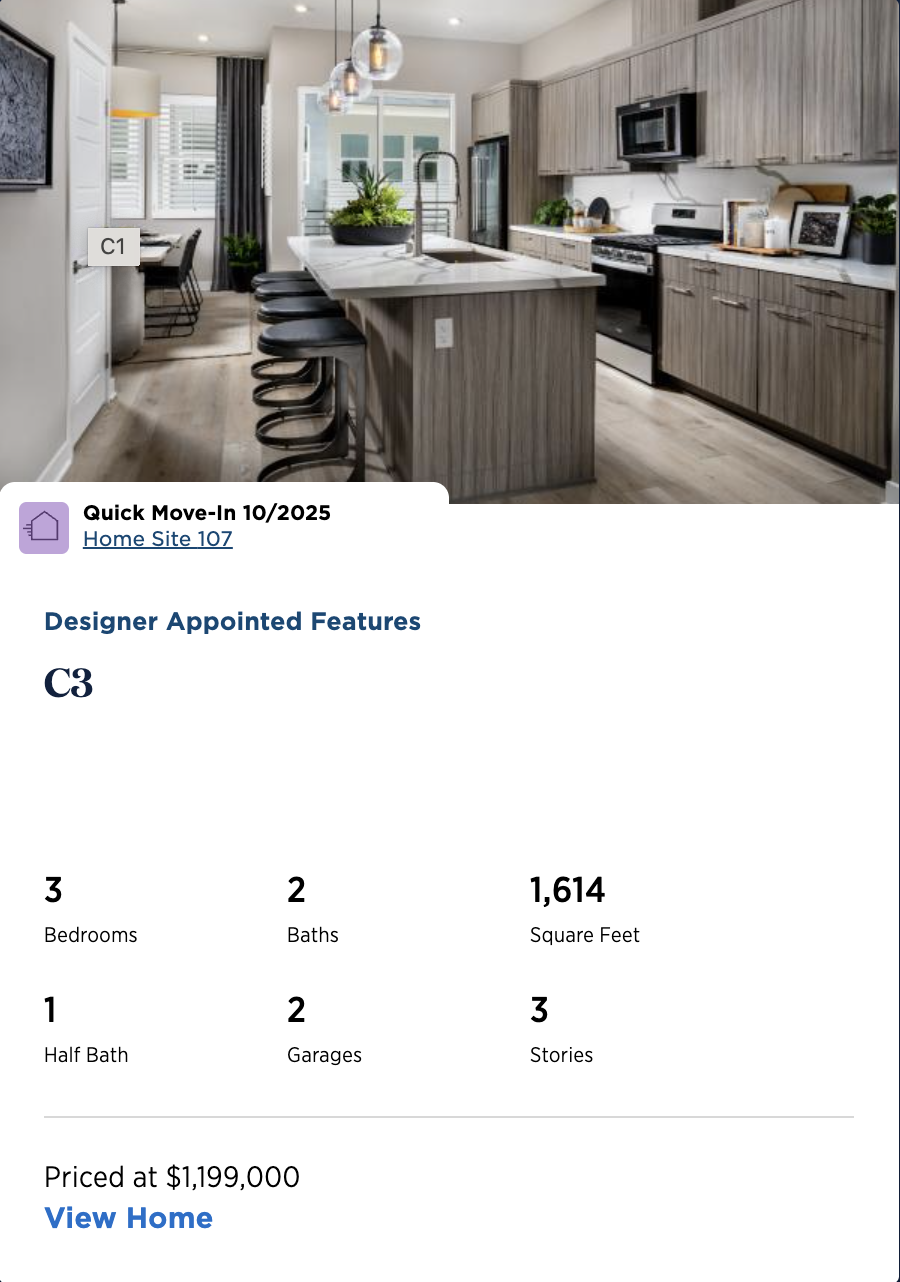 C1
Quick Move-In 10/2025
Home Site 107
Designer Appointed Features
C3
3 2 1,614
Bedrooms Baths Square Feet
1 2 3
Half Bath Garages Stories
Priced at $1,199,000
View Home